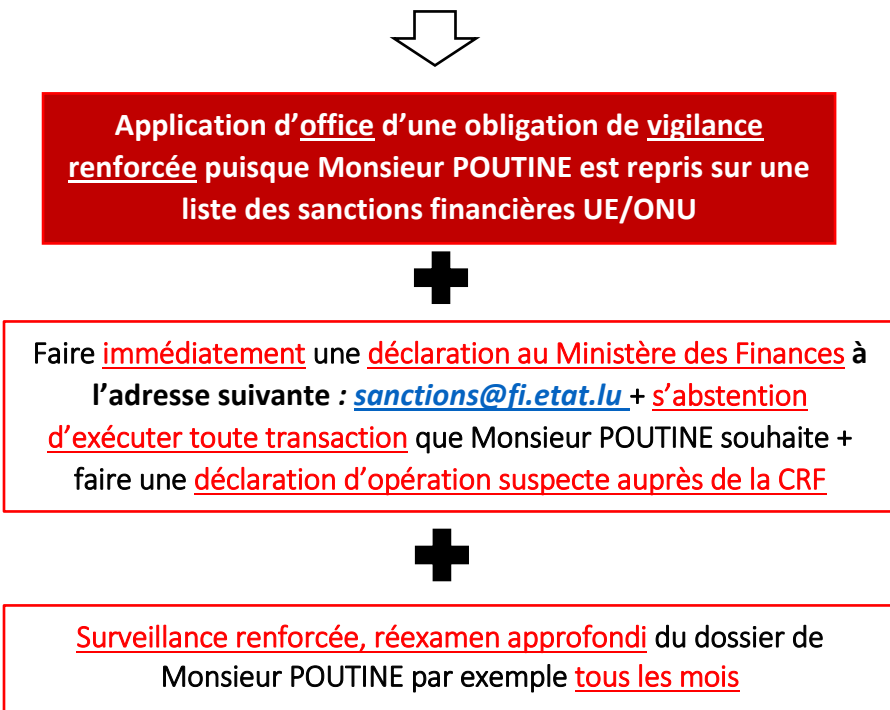 Application d’office d’une obligation de vigilance
renforcée puisque Monsieur POUTINE est repris sur une
liste des sanctions financières UE/ONU
Faire immédiatement une déclaration au Ministère des Finances à
l’adresse suivante : sanctions@fi.etat.lu + s’abstention
d’exécuter toute transaction que Monsieur POUTINE souhaite +
faire une déclaration d’opération suspecte auprès de la CRF
Surveillance renforcée, réexamen approfondi du dossier de
Monsieur POUTINE par exemple tous les mois